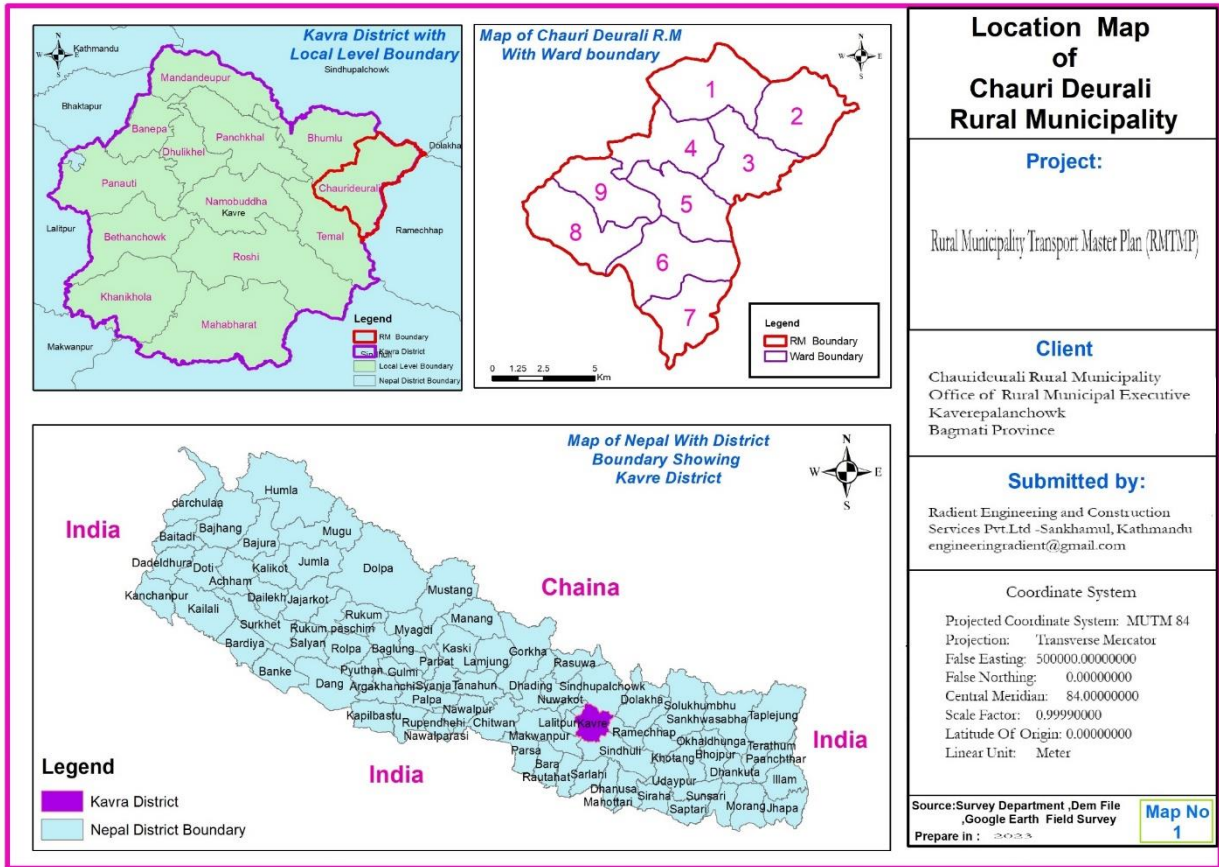 Kavra District with
Local Level Boundary
N
W E
S
Kathmandu
Sindhupalchowk
Bhaktapur
Mandandeupur
Banepa
Panchkhal
Bhumlu
Dhulikhel
Dolakha
Panauti
Chaurideurali
Namobuddha
Kavre
Lalitpur
Bethanchowk
Temal
Ramechhap
Roshi
Khanikhola
Mahabharat
Makwanpur
Legend
RM Boundary
Kavra District
Local Level Boundary
Nepal District Boundary
Map of Chauri Deurali R.M
With Ward boundary
N
W E
S
1
2
4
3
9
5
8
6
7
Legend
RM Boundary
Ward Boundary
0 1.25 2.5 5
Km
Map of Nepal With District
Boundary Showing
Kavre District
N
W E
S
India
Chaina
India
India
darchulaa
Humla
Bajhang
Baitadi
Bajura
Mugu
Dadeldhura
Doti
Kalikot
Jumla
Dolpa
Achham
Kanchanpur
Kailali
Dailekh
Jajarkot
Mustang
Surkhet
Rukum
Manang
Rukum paschim
Myagdi
Bardiya
Salyan
Rolpa
Baglung
Kaski
Gorkha
Parbat
Lamjung
Rasuwa
Banke
Pyuthan
Gulmi
Dang
Argakhanchi
Syanja
Tanahun
Dhading
Sindhupalchowk
Nuwakot
Dolakha
Palpa
Solukhumbhu
Taplejung
Kapilbastu
Nawalpur
Sankhwasabha
Rupendhehi
Chitwan
Lalitpur
Kavre
Ramechhap
Nawalparasi
Makwanpur
Okhaldhunga
Terathum
Parsa
Sindhuli
Khotang
Bhojpur
Paanchthar
Bara
Rautahat
Sarlahi
Udaypur
Dhankuta
Illam
Dhanusa
Mahottari
Siraha
Sunsari
Saptari
Morang
Jhapa
Legend
Kavra District
Nepal District Boundary
Location Map
of
Chauri Deurali
Rural Municipality
Project:
Rural Municipality Transport Master Plan (RMTMP)
Client
Chaurideurali Rural Municipality
Office of Rural Municipal Executive
Kaverepalanchowk
Bagmati Province
Submitted by:
Radient Engineering and Construction
Services Pvt.Ltd -Sankhamul, Kathmandu
engineeringradient@gmail.com
Coordinate System
Projected Coordinate System: MUTM 84
Projection: Transverse Mercator
False Easting: 500000.00000000
False Northing: 0.00000000
Central Meridian: 84.00000000
Scale Factor: 0.99990000
Latitude Of Origin: 0.00000000
Linear Unit: Meter
Source:Survey Department ,Dem File
,Google Earth Field Survey
Prepare in : 2023
Map No
1